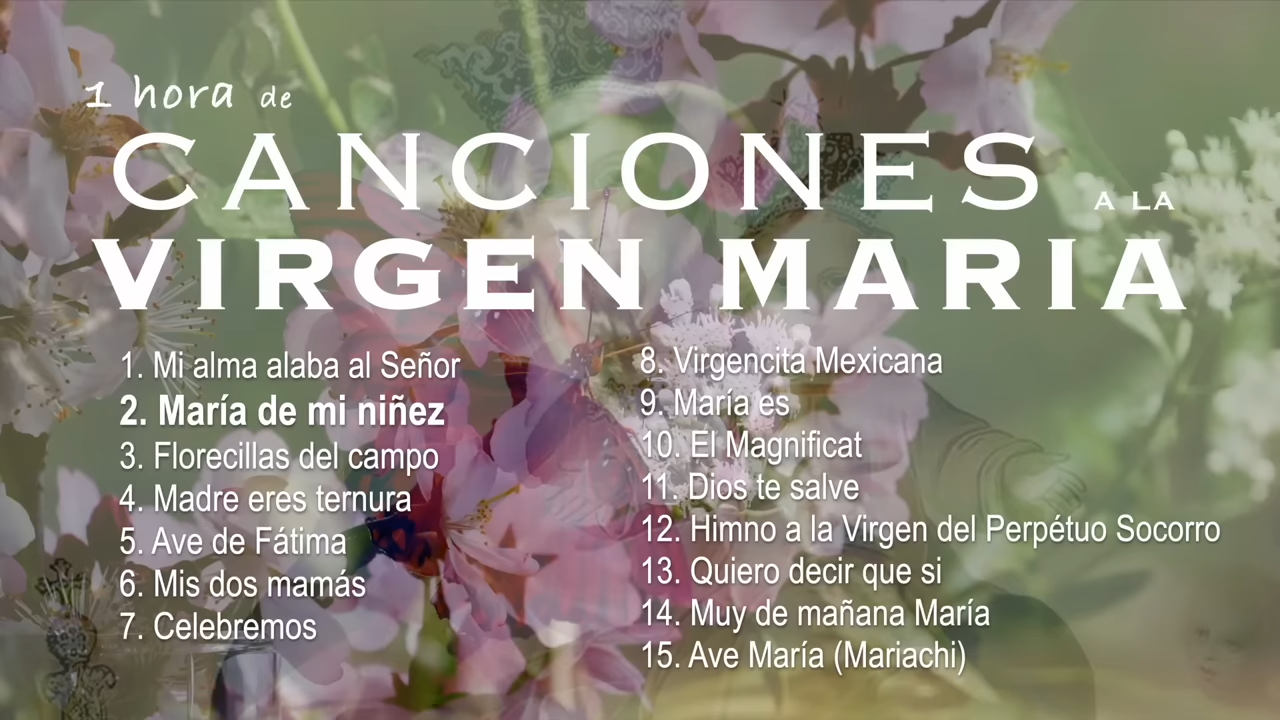 1 hora de
CANCIONES A LA
VIRGEN MARIA
1. Mi alma alaba al Señor
2. María de mi niñez
3. Florecillas del campo
4. Madre eres ternura
5. Ave de Fátima
6. Mis dos mamás
7. Celebremos
8. Virgencita Mexicana
9. María es
10. El Magnificat
11. Dios te salve
12. Himno a la Virgen del Perpétuo Socorro
13. Quiero decir que si
14. Muy de mañana María
15. Ave María (Mariachi)